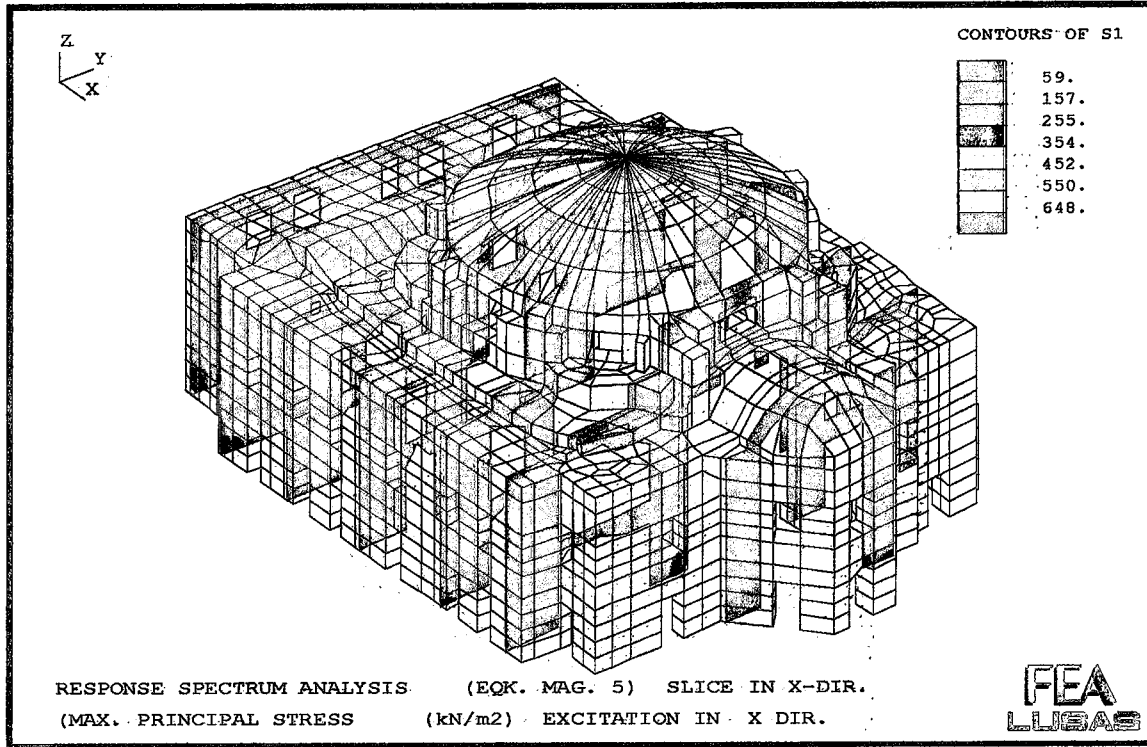 Z
Y
X
CONTOURS OF S1
59.
157.
255.
354.
452.
550.
648.
RESPONSE SPECTRUM ANALYSIS (EQK. MAG. 5) SLICE IN X-DIR.
(MAX. PRINCIPAL STRESS (kN/m2) EXCITATION IN X DIR.
FEA
LUSAS